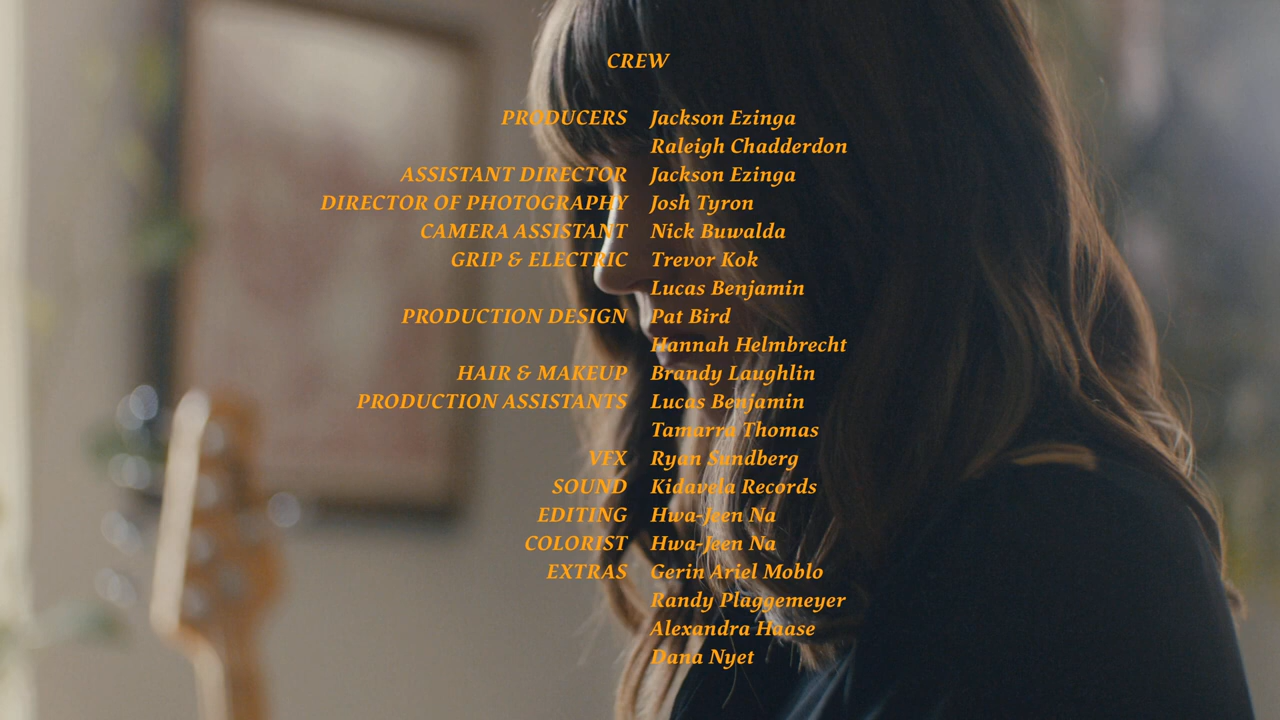 CREW
PRODUCERS Jackson Ezinga
Raleigh Chadderdon
ASSISTANT DIRECTOR Jackson Ezinga
DIRECTOR OF PHOTOGRAPHY Josh Tyron
CAMERA ASSISTANT Nick Buwalda
GRIP & ELECTRIC Trevor Kok
Lucas Benjamin
PRODUCTION DESIGN Pat Bird
Hannah Helmbrecht
HAIR & MAKEUP Brandy Laughlin
PRODUCTION ASSISTANTS Lucas Benjamin
Tamarra Thomas
VFX Ryan Sundberg
SOUND Kidavela Records
EDITING Hwa-Jeen Na
COLORIST Hwa-Jeen Na
EXTRAS Gerin Ariel Moblo
Randy Plaggemeyer
Alexandra Haase
Dana Nyet